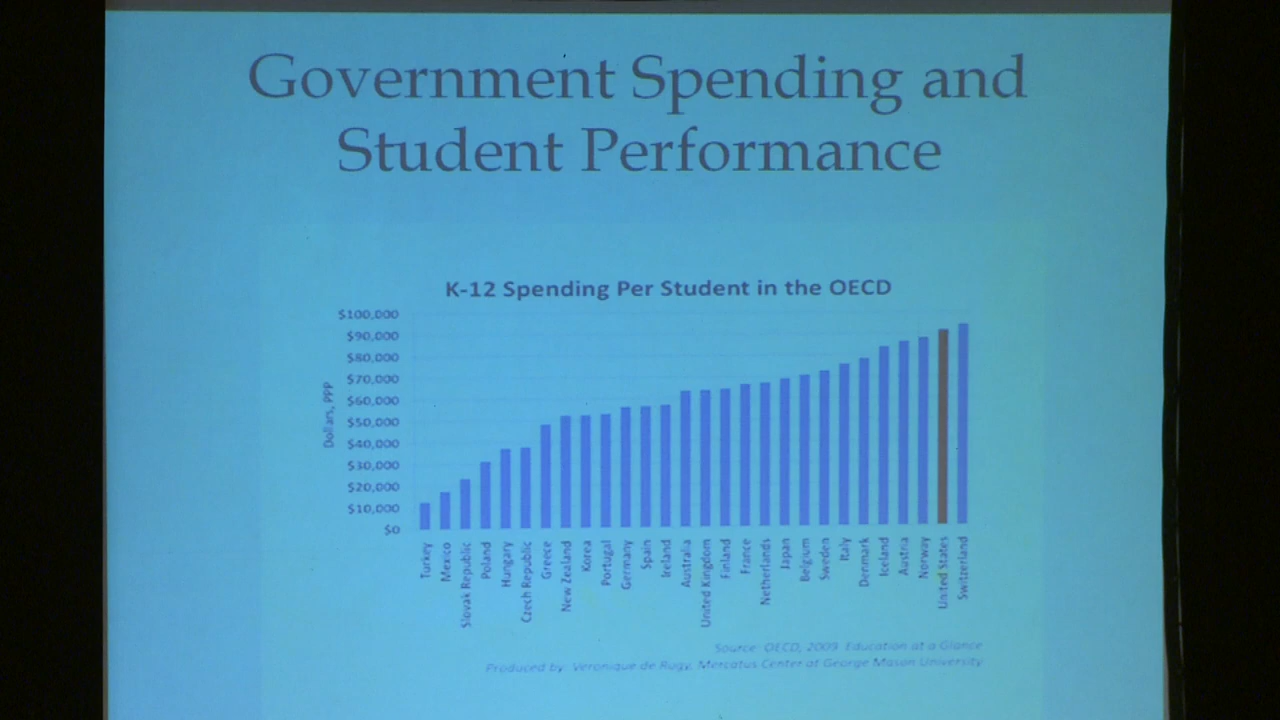 Government Spending and
Student Performance
K-12 Spending Per Student in the OECD
$100,000
$90,000
$80,000
$70,000
$60,000
$50,000
$40,000
$30,000
$20,000
$10,000
$0
Dollars, PPP
Turkey
Mexico
Slovak Republic
Poland
Hungary
Czech Republic
Greece
New Zealand
Korea
Portugal
Germany
Spain
Ireland
Australia
United Kingdom
Finland
France
Netherlands
Japan
Belgium
Sweden
Italy
Denmark
Iceland
Austria
Norway
United States
Switzerland
Source: OECD, 2009 Education at a Glance
Produced by: Veronique de Rugy, Mercatus Center at George Mason University